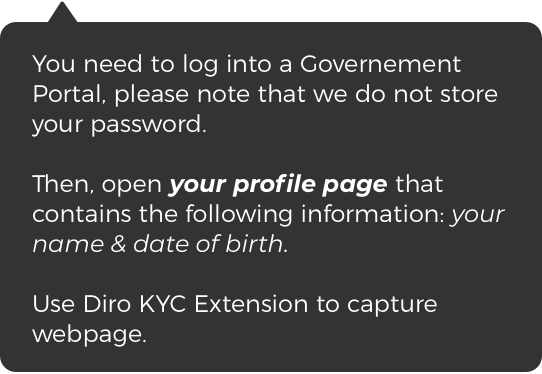 You need to log into a Governement
Portal, please note that we do not store
your password.
Then, open your profile page that
contains the following information: your
name & date of birth.
Use Diro KYC Extension to capture
webpage.